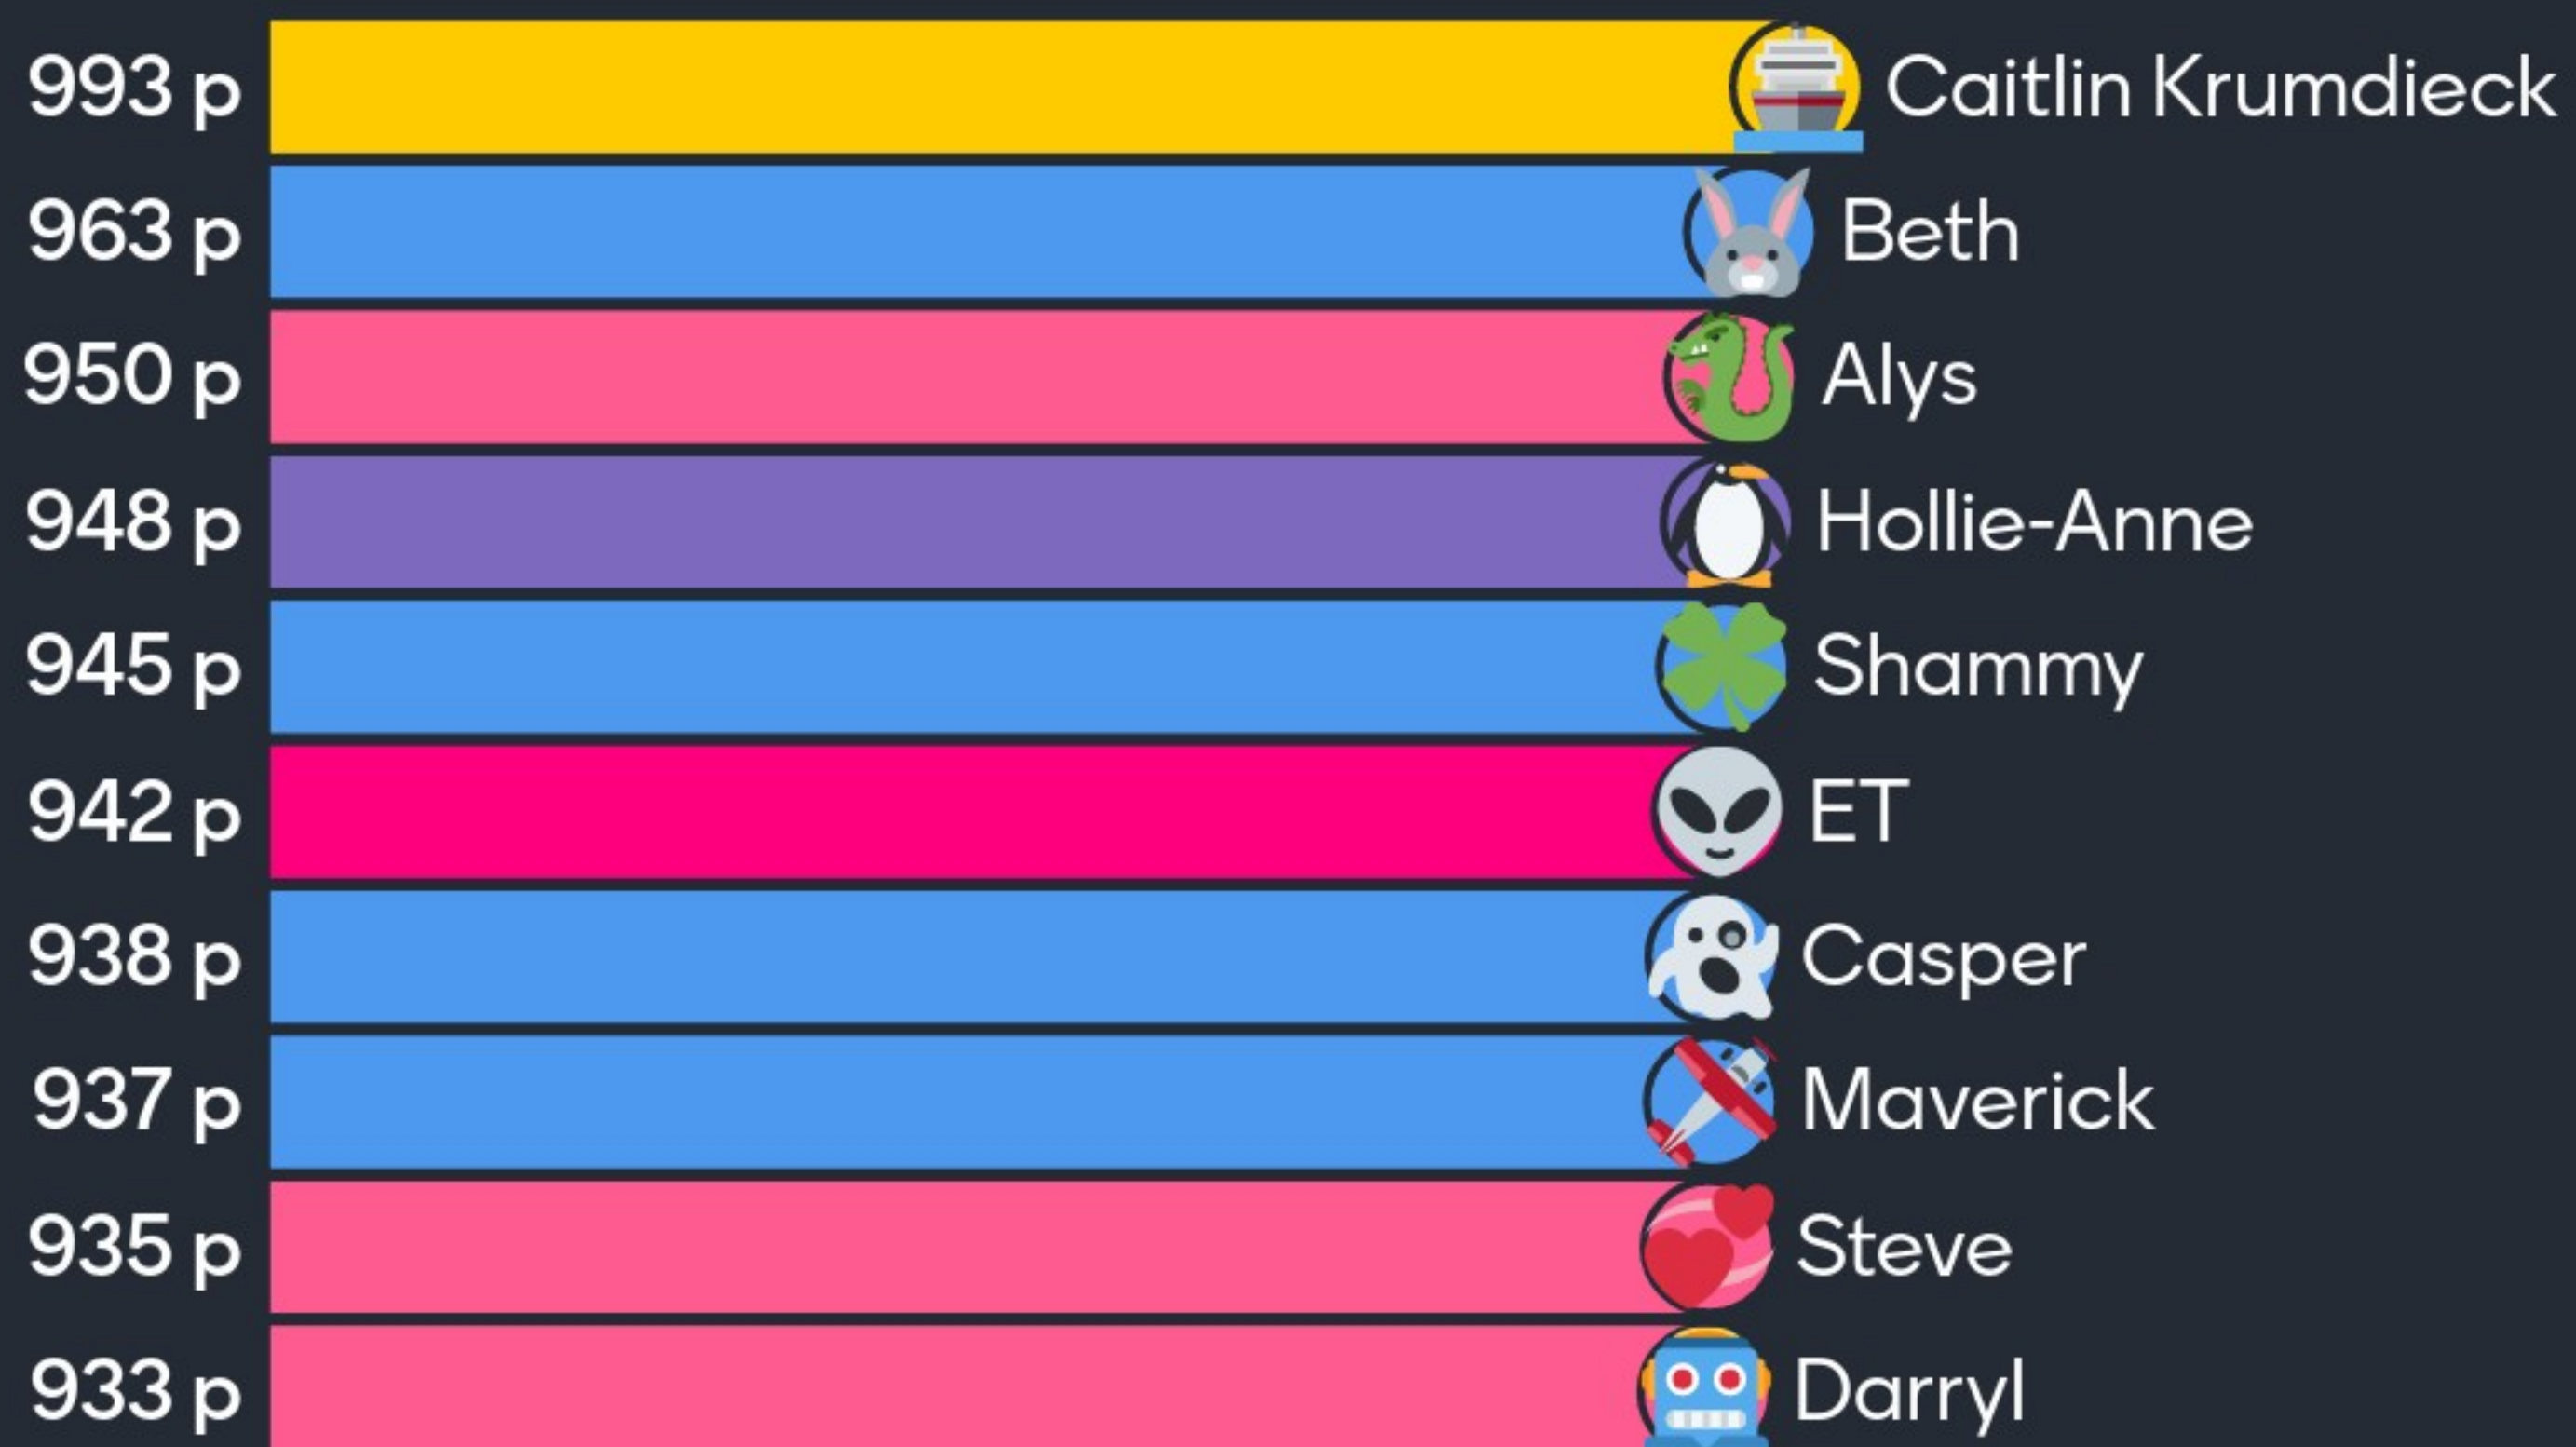 993 p Caitlin Krumdieck
963 p Beth
950 p Alys
948 p Hollie-Anne
945 p Shammy
942 p ET
938 p Casper
937 p Maverick
935 p Steve
933 p Darryl